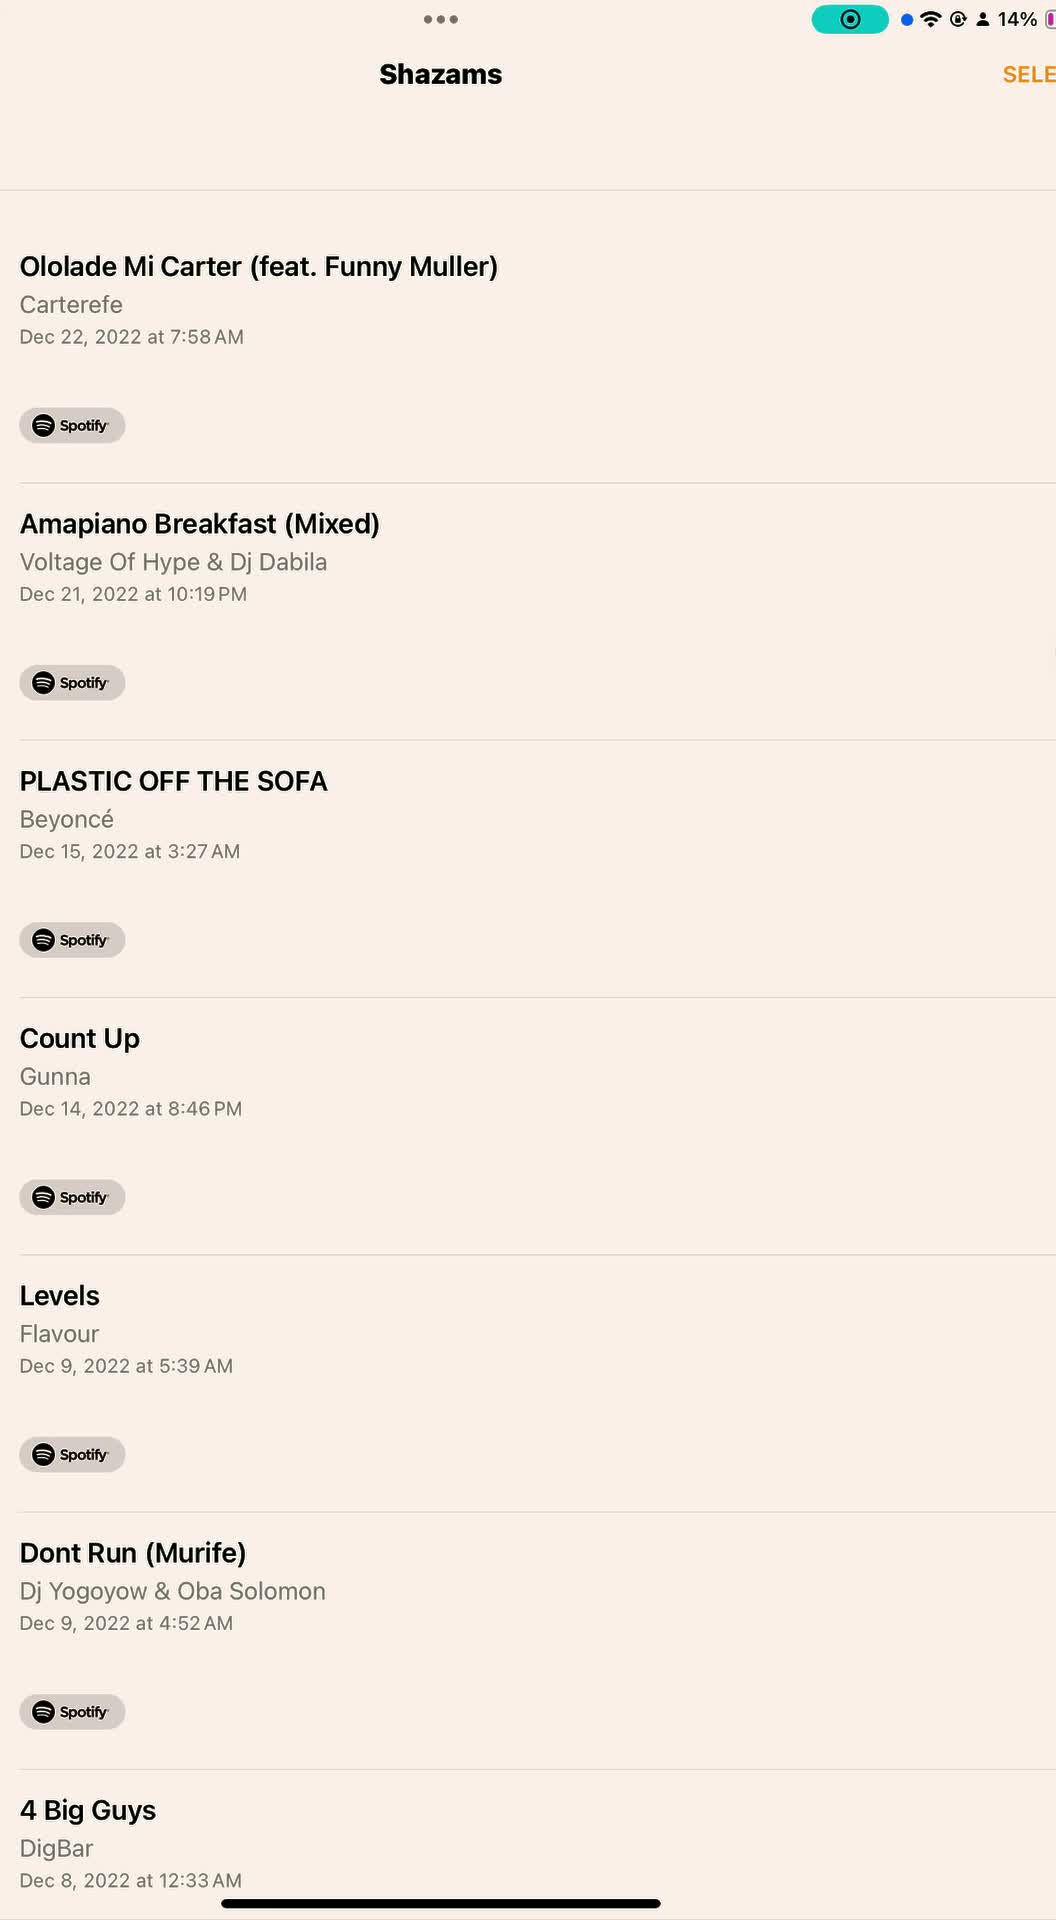 14%
Shazams
SELE
Ololade Mi Carter (feat. Funny Muller)
Carterefe
Dec 22, 2022 at 7:58 AM
Spotify
Amapiano Breakfast (Mixed)
Voltage Of Hype & Dj Dabila
Dec 21, 2022 at 10:19 PM
Spotify
PLASTIC OFF THE SOFA
Beyoncé
Dec 15, 2022 at 3:27 AM
Spotify
Count Up
Gunna
Dec 14, 2022 at 8:46 PM
Spotify
Levels
Flavour
Dec 9, 2022 at 5:39 AM
Spotify
Dont Run (Murife)
Dj Yogoyow & Oba Solomon
Dec 9, 2022 at 4:52 AM
Spotify
4 Big Guys
DigBar
Dec 8, 2022 at 12:33 AM